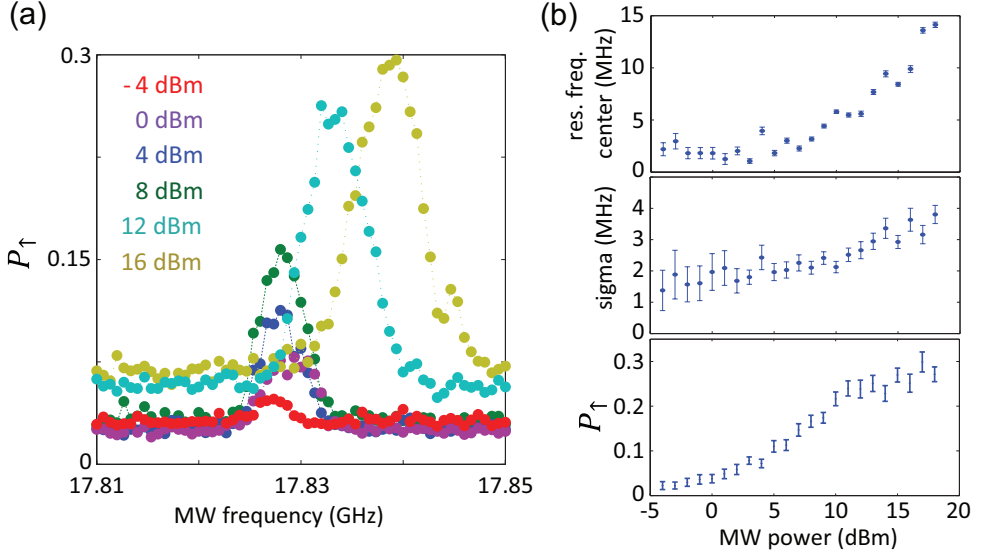 (a)
0.3
0.15
0
P↑
- 4 dBm
0 dBm
4 dBm
8 dBm
12 dBm
16 dBm
17.81
17.83
17.85
MW frequency (GHz)
(b)
res. freq.
center (MHz)
15
10
5
0
sigma (MHz)
4
3
2
1
0
P↑
0.3
0.2
0.1
0
-5
0
5
10
15
20
MW power (dBm)